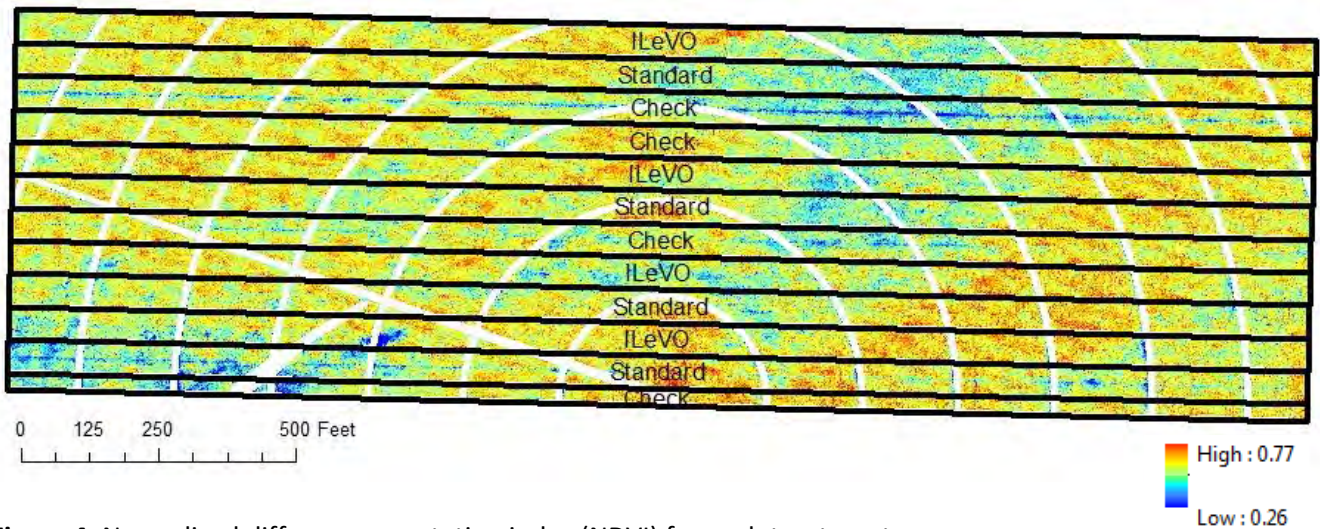 ILeVO
Standard
Check
Check
ILeVO
Standard
Check
ILeVO
Standard
ILeVO
Standard
Check
0 125 250 500 Feet
High : 0.77
Low : 0.26